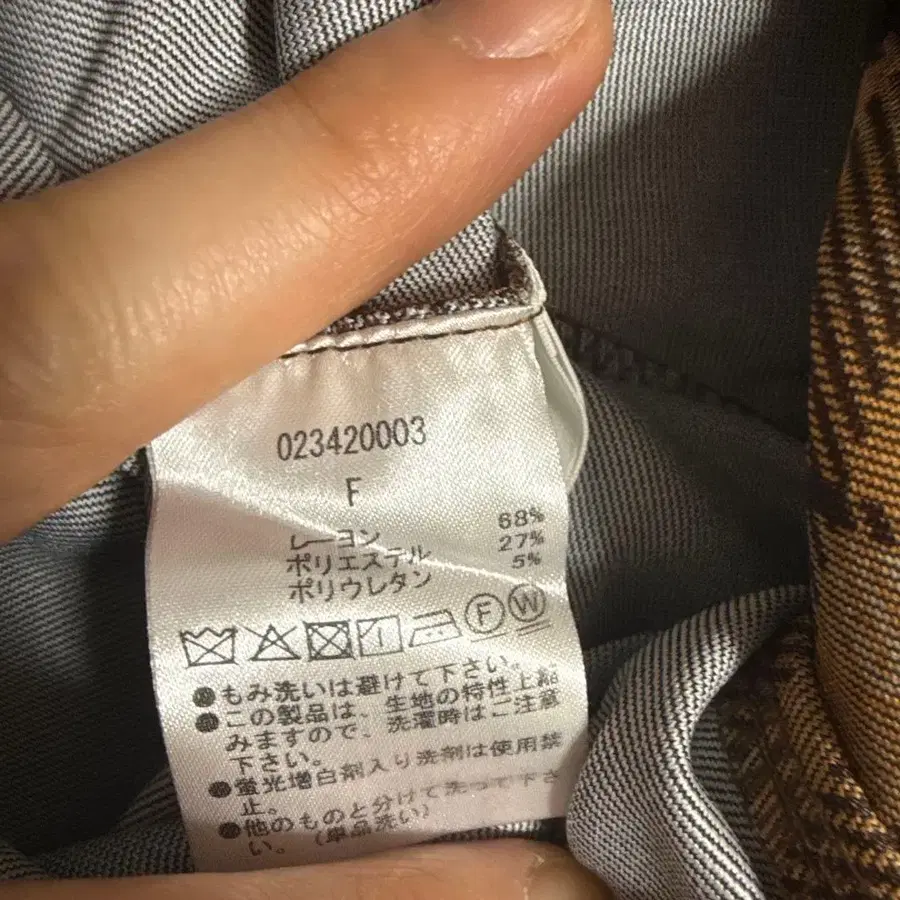 023420003
F
レーヨン 68%
ポリエステル 27%
ポリウレタン 5%
F W
●もみ洗いは避けて下さい。
●この製品は、生地の特性上縮
みますので、洗濯時はご注意
下さい。
●蛍光増白剤入り洗剤は使用禁
止。
●他のものと分けて洗って下さ
い。(単品洗い)